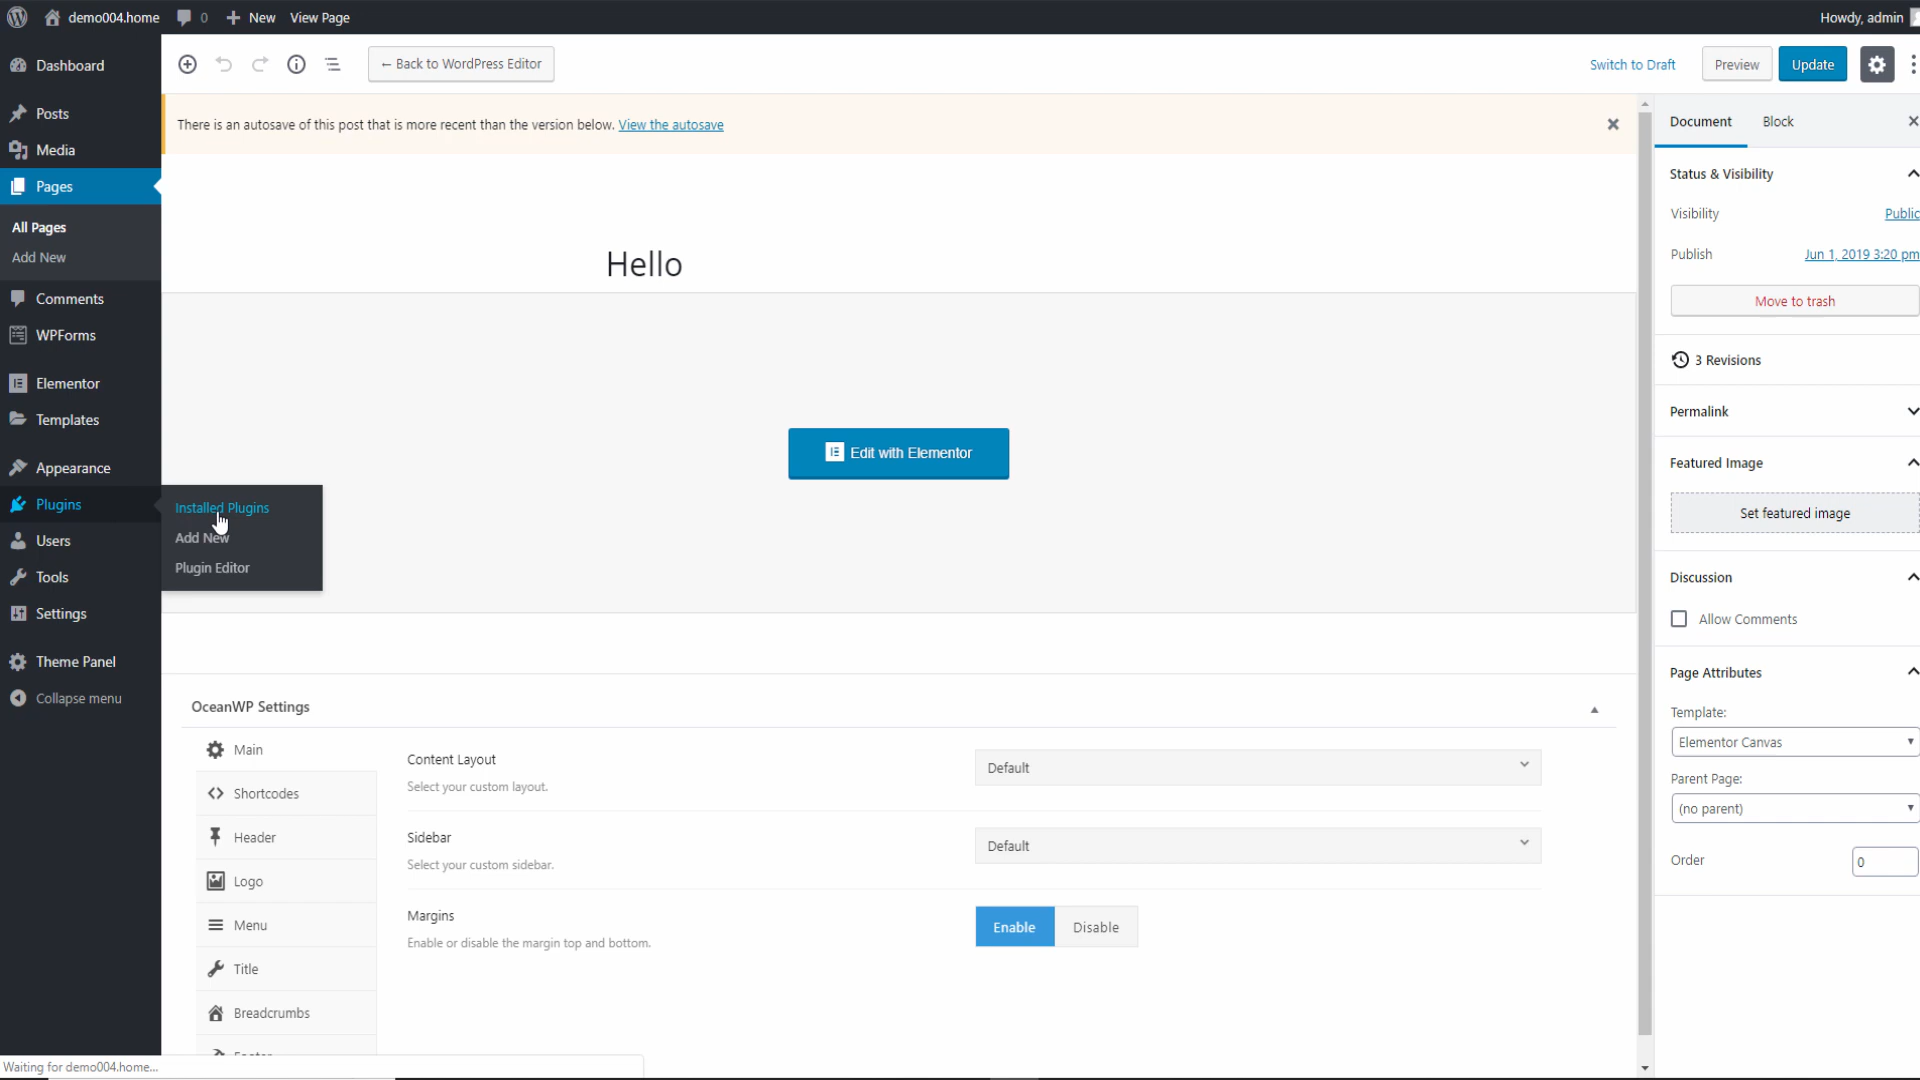 demo004.home 0 New View Page Howdy, admin
Dashboard
Posts
Media
Pages
All Pages
Add New
Comments
WPForms
Elementor
Templates
Appearance
Plugins
Users
Tools
Settings
Theme Panel
Collapse menu
Installed Plugins
Add New
Plugin Editor
← Back to WordPress Editor
Switch to Draft
Preview
Update
There is an autosave of this post that is more recent than the version below. View the autosave
Hello
Edit with Elementor
OceanWP Settings
Main
Shortcodes
Header
Logo
Menu
Title
Breadcrumbs
Content Layout
Select your custom layout.
Default
Sidebar
Select your custom sidebar.
Default
Margins
Enable or disable the margin top and bottom.
Enable Disable
Document Block
Status & Visibility
Visibility Public
Publish Jun 1, 2019 3:20 pm
Move to trash
3 Revisions
Permalink
Featured Image
Set featured image
Discussion
Allow Comments
Page Attributes
Template:
Elementor Canvas
Parent Page:
(no parent)
Order 0
Waiting for demo004.home...